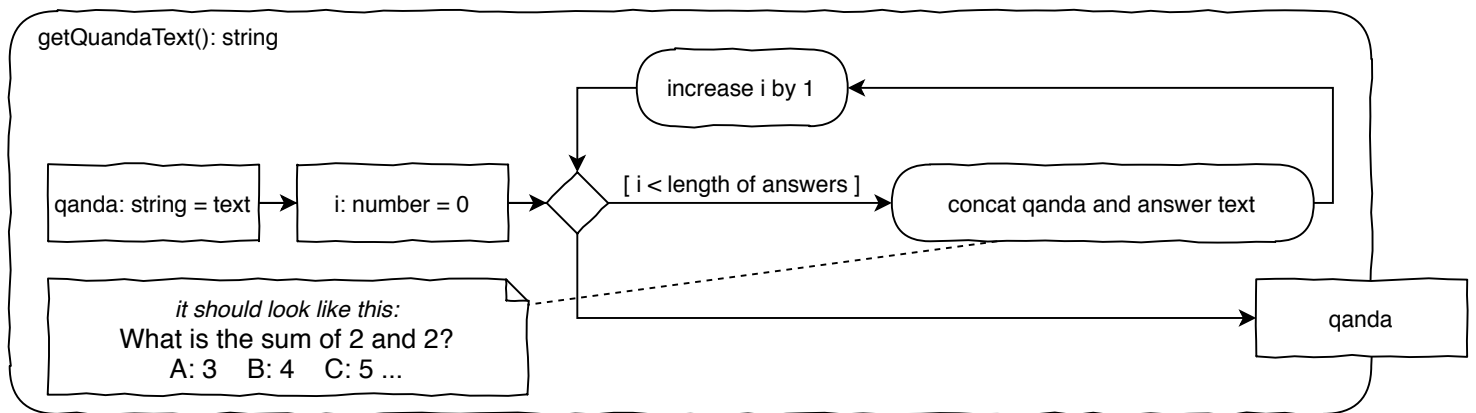 getQuandaText(): string
increase i by 1
qanda: string = text
i: number = 0
[ i < length of answers ]
concat qanda and answer text
it should look like this:
What is the sum of 2 and 2?
A: 3    B: 4    C: 5 ...
qanda